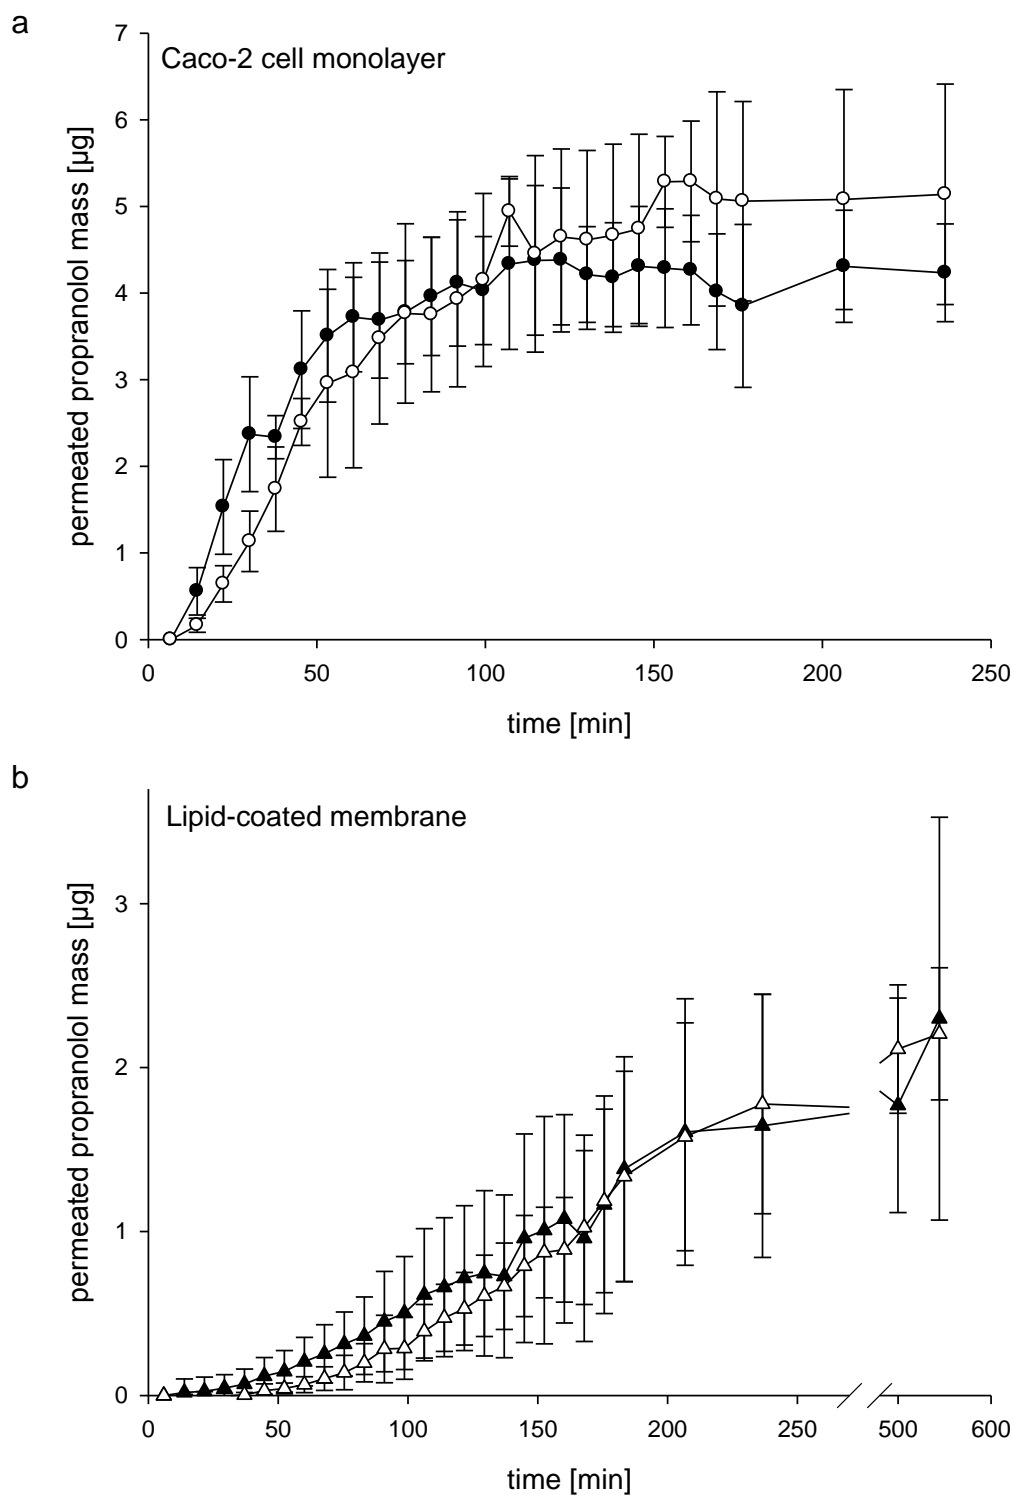 a
Caco-2 cell monolayer
permeated propranolol mass [µg]
7
6
5
4
3
2
1
0
0 50 100 150 200 250
time [min]
b
Lipid-coated membrane
permeated propranolol mass [µg]
3
2
1
0
0 50 100 150 200 250 500 600
time [min]